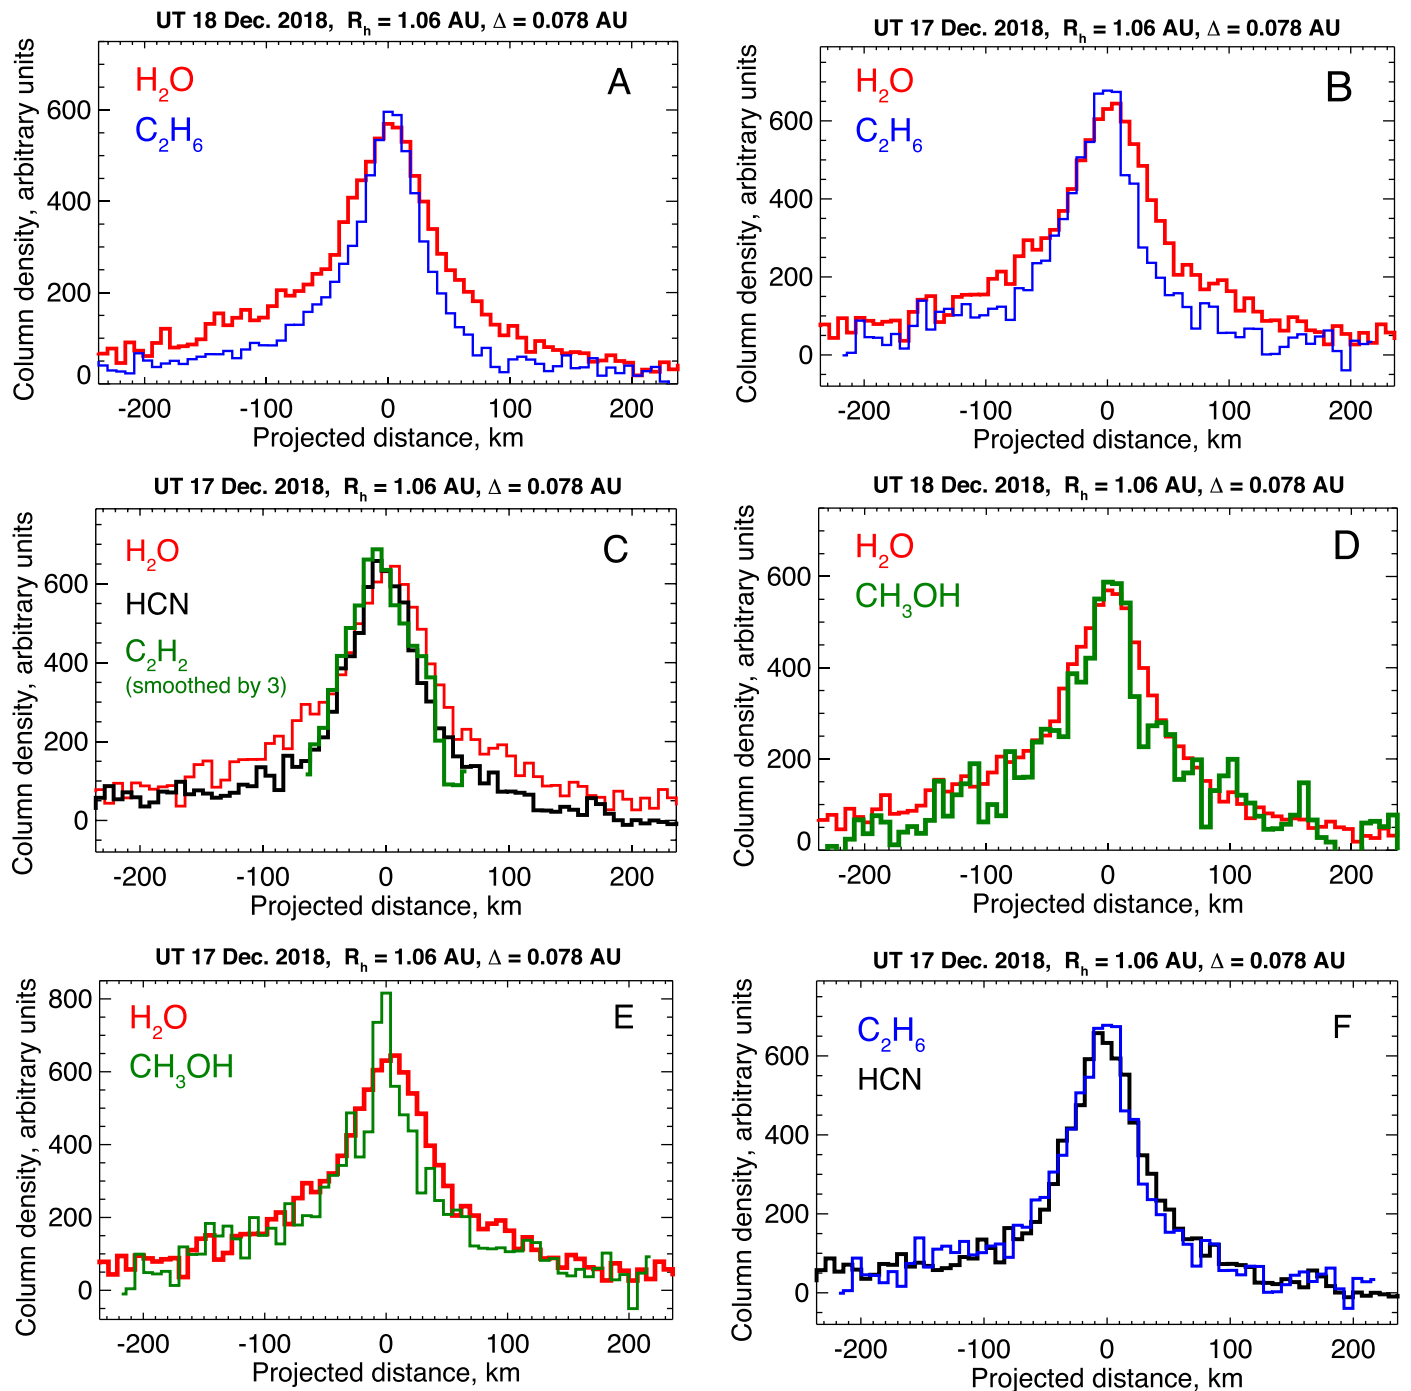 UT 18 Dec. 2018, Rₕ = 1.06 AU, Δ = 0.078 AU
Column density, arbitrary units
600
400
200
0
H₂O
C₂H₆
A
-200 -100 0 100 200
Projected distance, km
UT 17 Dec. 2018, Rₕ = 1.06 AU, Δ = 0.078 AU
Column density, arbitrary units
600
400
200
0
H₂O
C₂H₆
B
-200 -100 0 100 200
Projected distance, km
UT 17 Dec. 2018, Rₕ = 1.06 AU, Δ = 0.078 AU
Column density, arbitrary units
600
400
200
0
H₂O
HCN
C₂H₂
(smoothed by 3)
C
-200 -100 0 100 200
Projected distance, km
UT 18 Dec. 2018, Rₕ = 1.06 AU, Δ = 0.078 AU
Column density, arbitrary units
600
400
200
0
H₂O
CH₃OH
D
-200 -100 0 100 200
Projected distance, km
UT 17 Dec. 2018, Rₕ = 1.06 AU, Δ = 0.078 AU
Column density, arbitrary units
800
600
400
200
0
H₂O
CH₃OH
E
-200 -100 0 100 200
Projected distance, km
UT 17 Dec. 2018, Rₕ = 1.06 AU, Δ = 0.078 AU
Column density, arbitrary units
600
400
200
0
C₂H₆
HCN
F
-200 -100 0 100 200
Projected distance, km